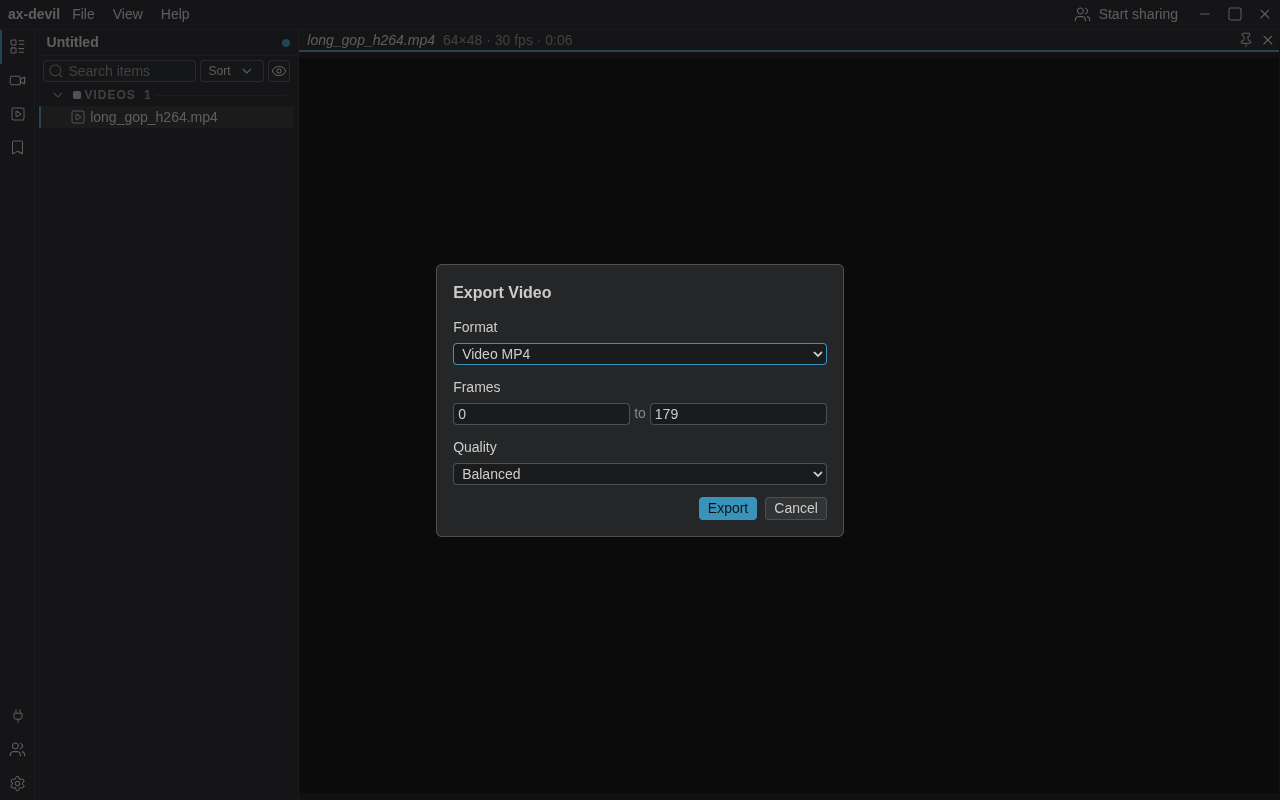 ax-devil File View Help Start sharing
Untitled
long_gop_h264.mp4 64×48 · 30 fps · 0:06
Search items Sort
VIDEOS 1
long_gop_h264.mp4
Export Video
Format
Video MP4
Frames
0 to 179
Quality
Balanced
Export Cancel